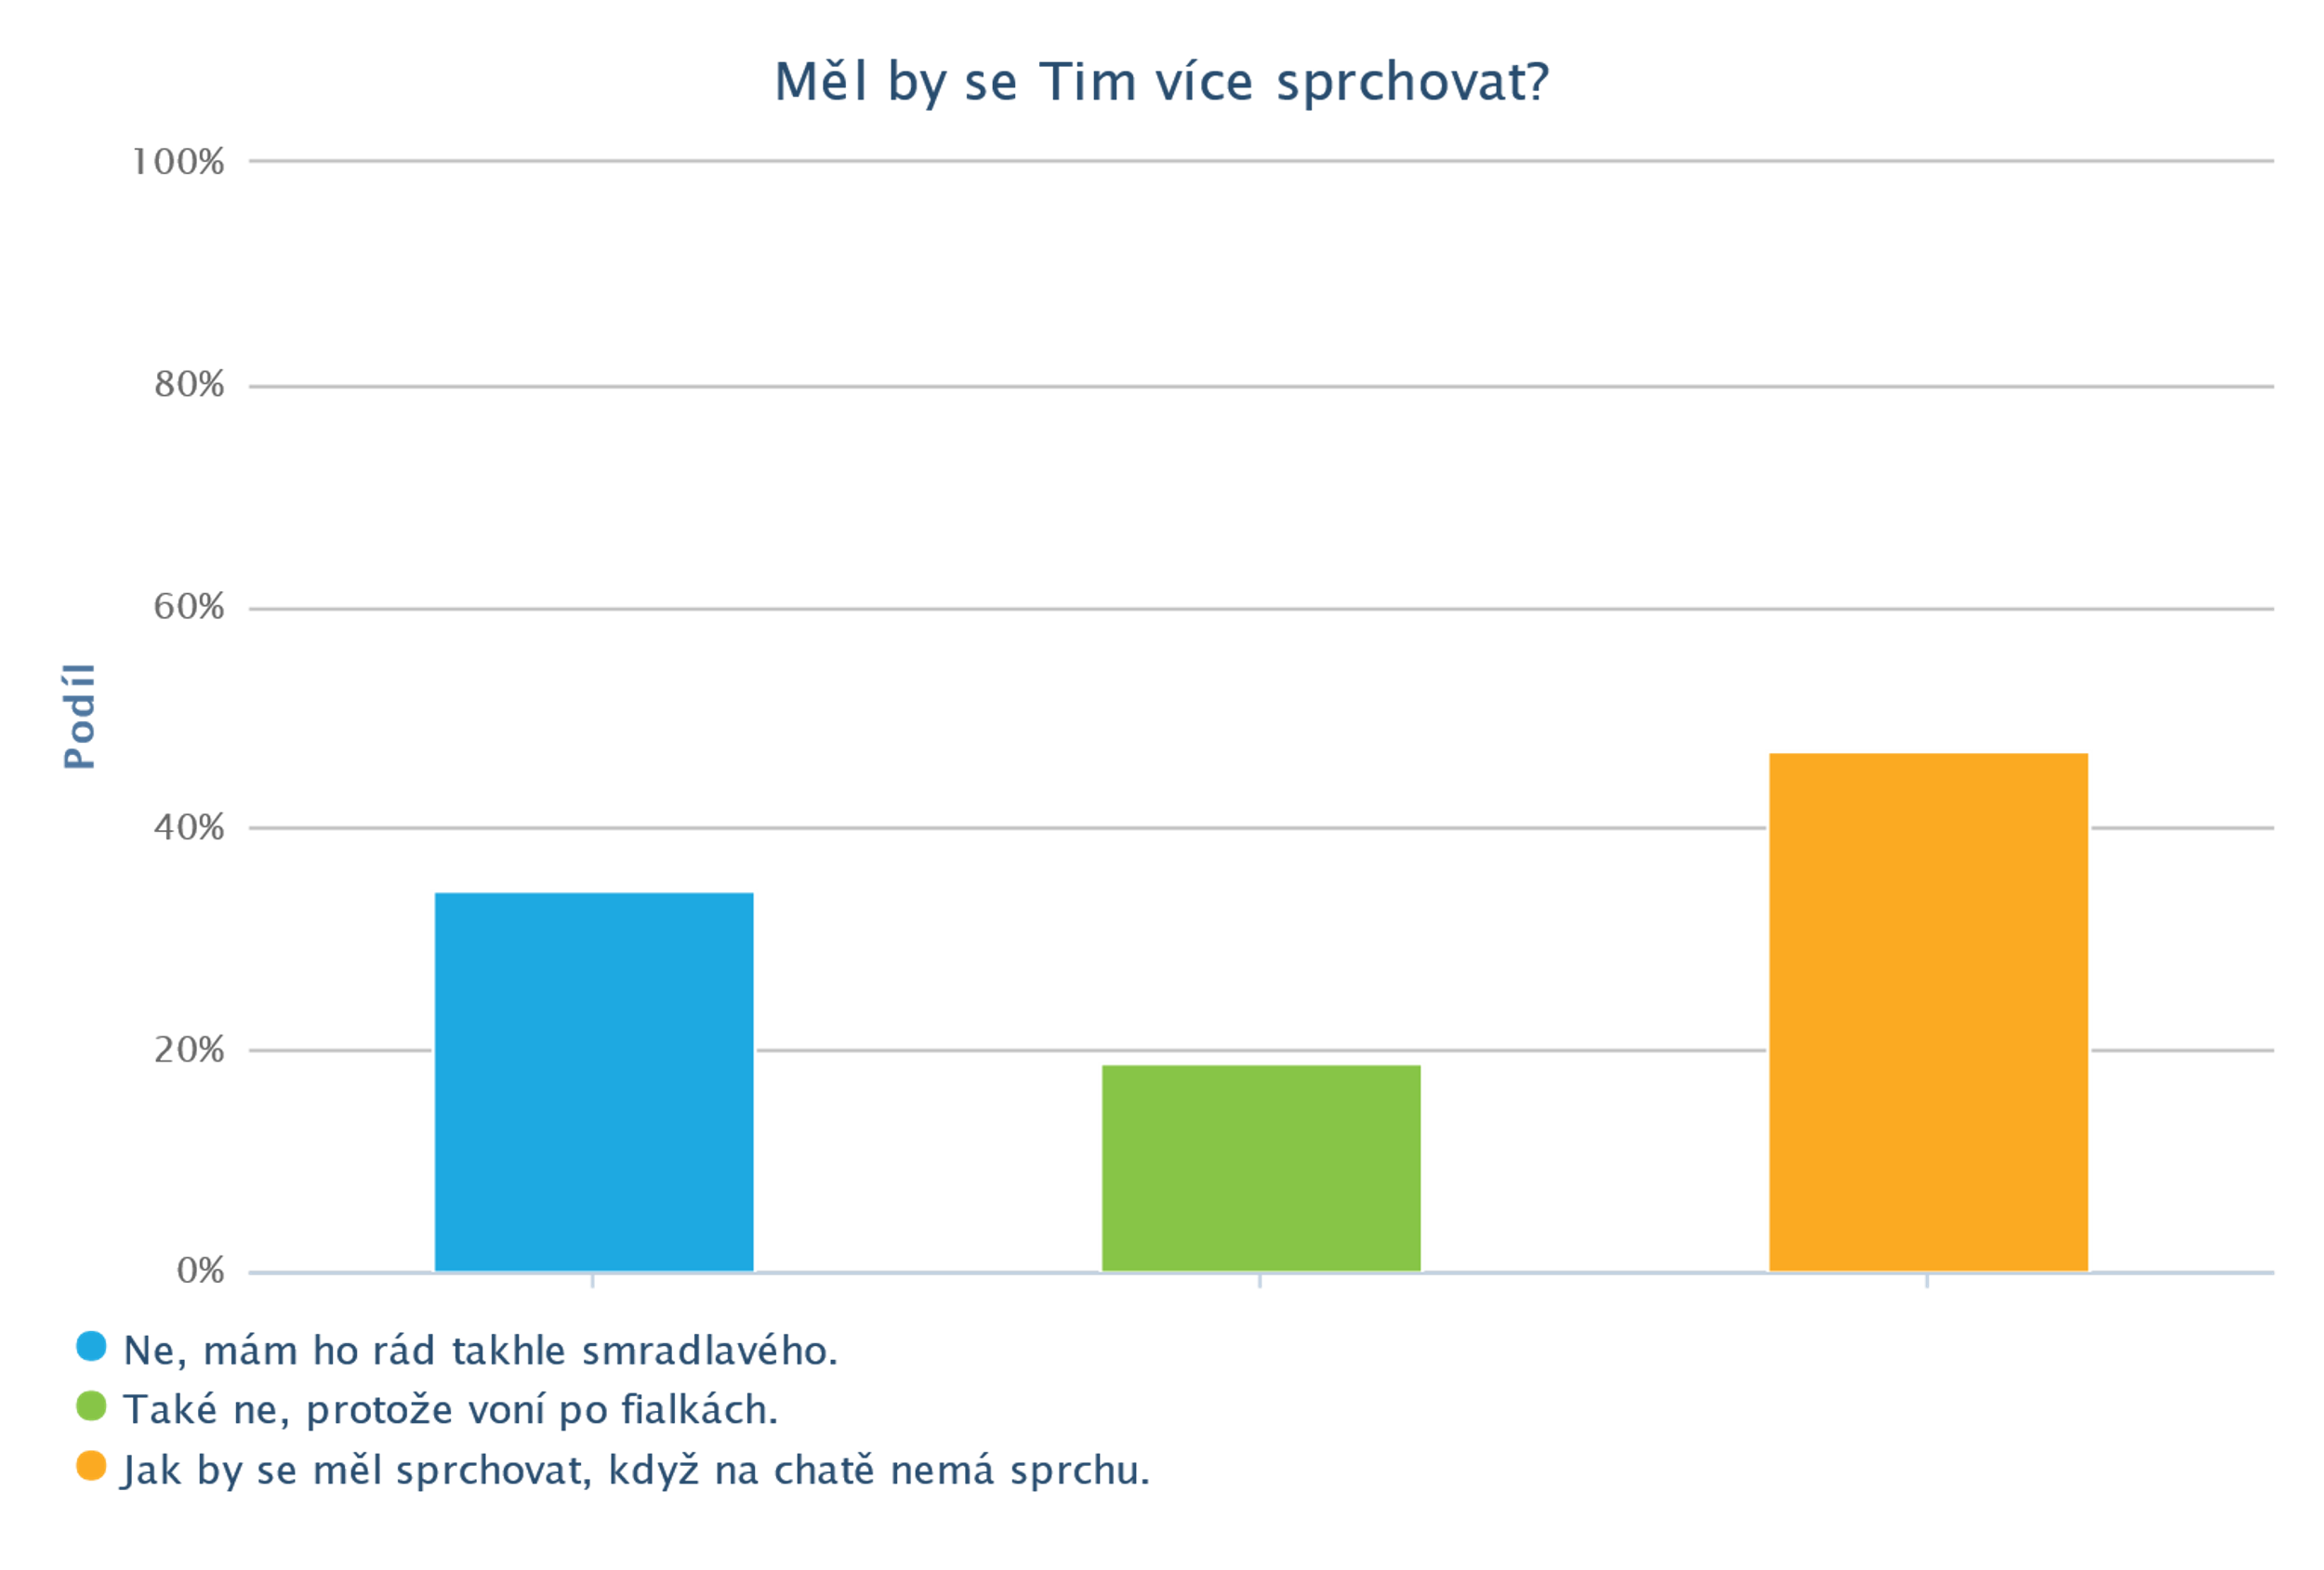 Měl by se Tim více sprchovat?
100%
80%
60%
Podíl
40%
20%
0%
Ne, mám ho rád takhle smradlavého.
Také ne, protože voní po fialkách.
Jak by se měl sprchovat, když na chatě nemá sprchu.